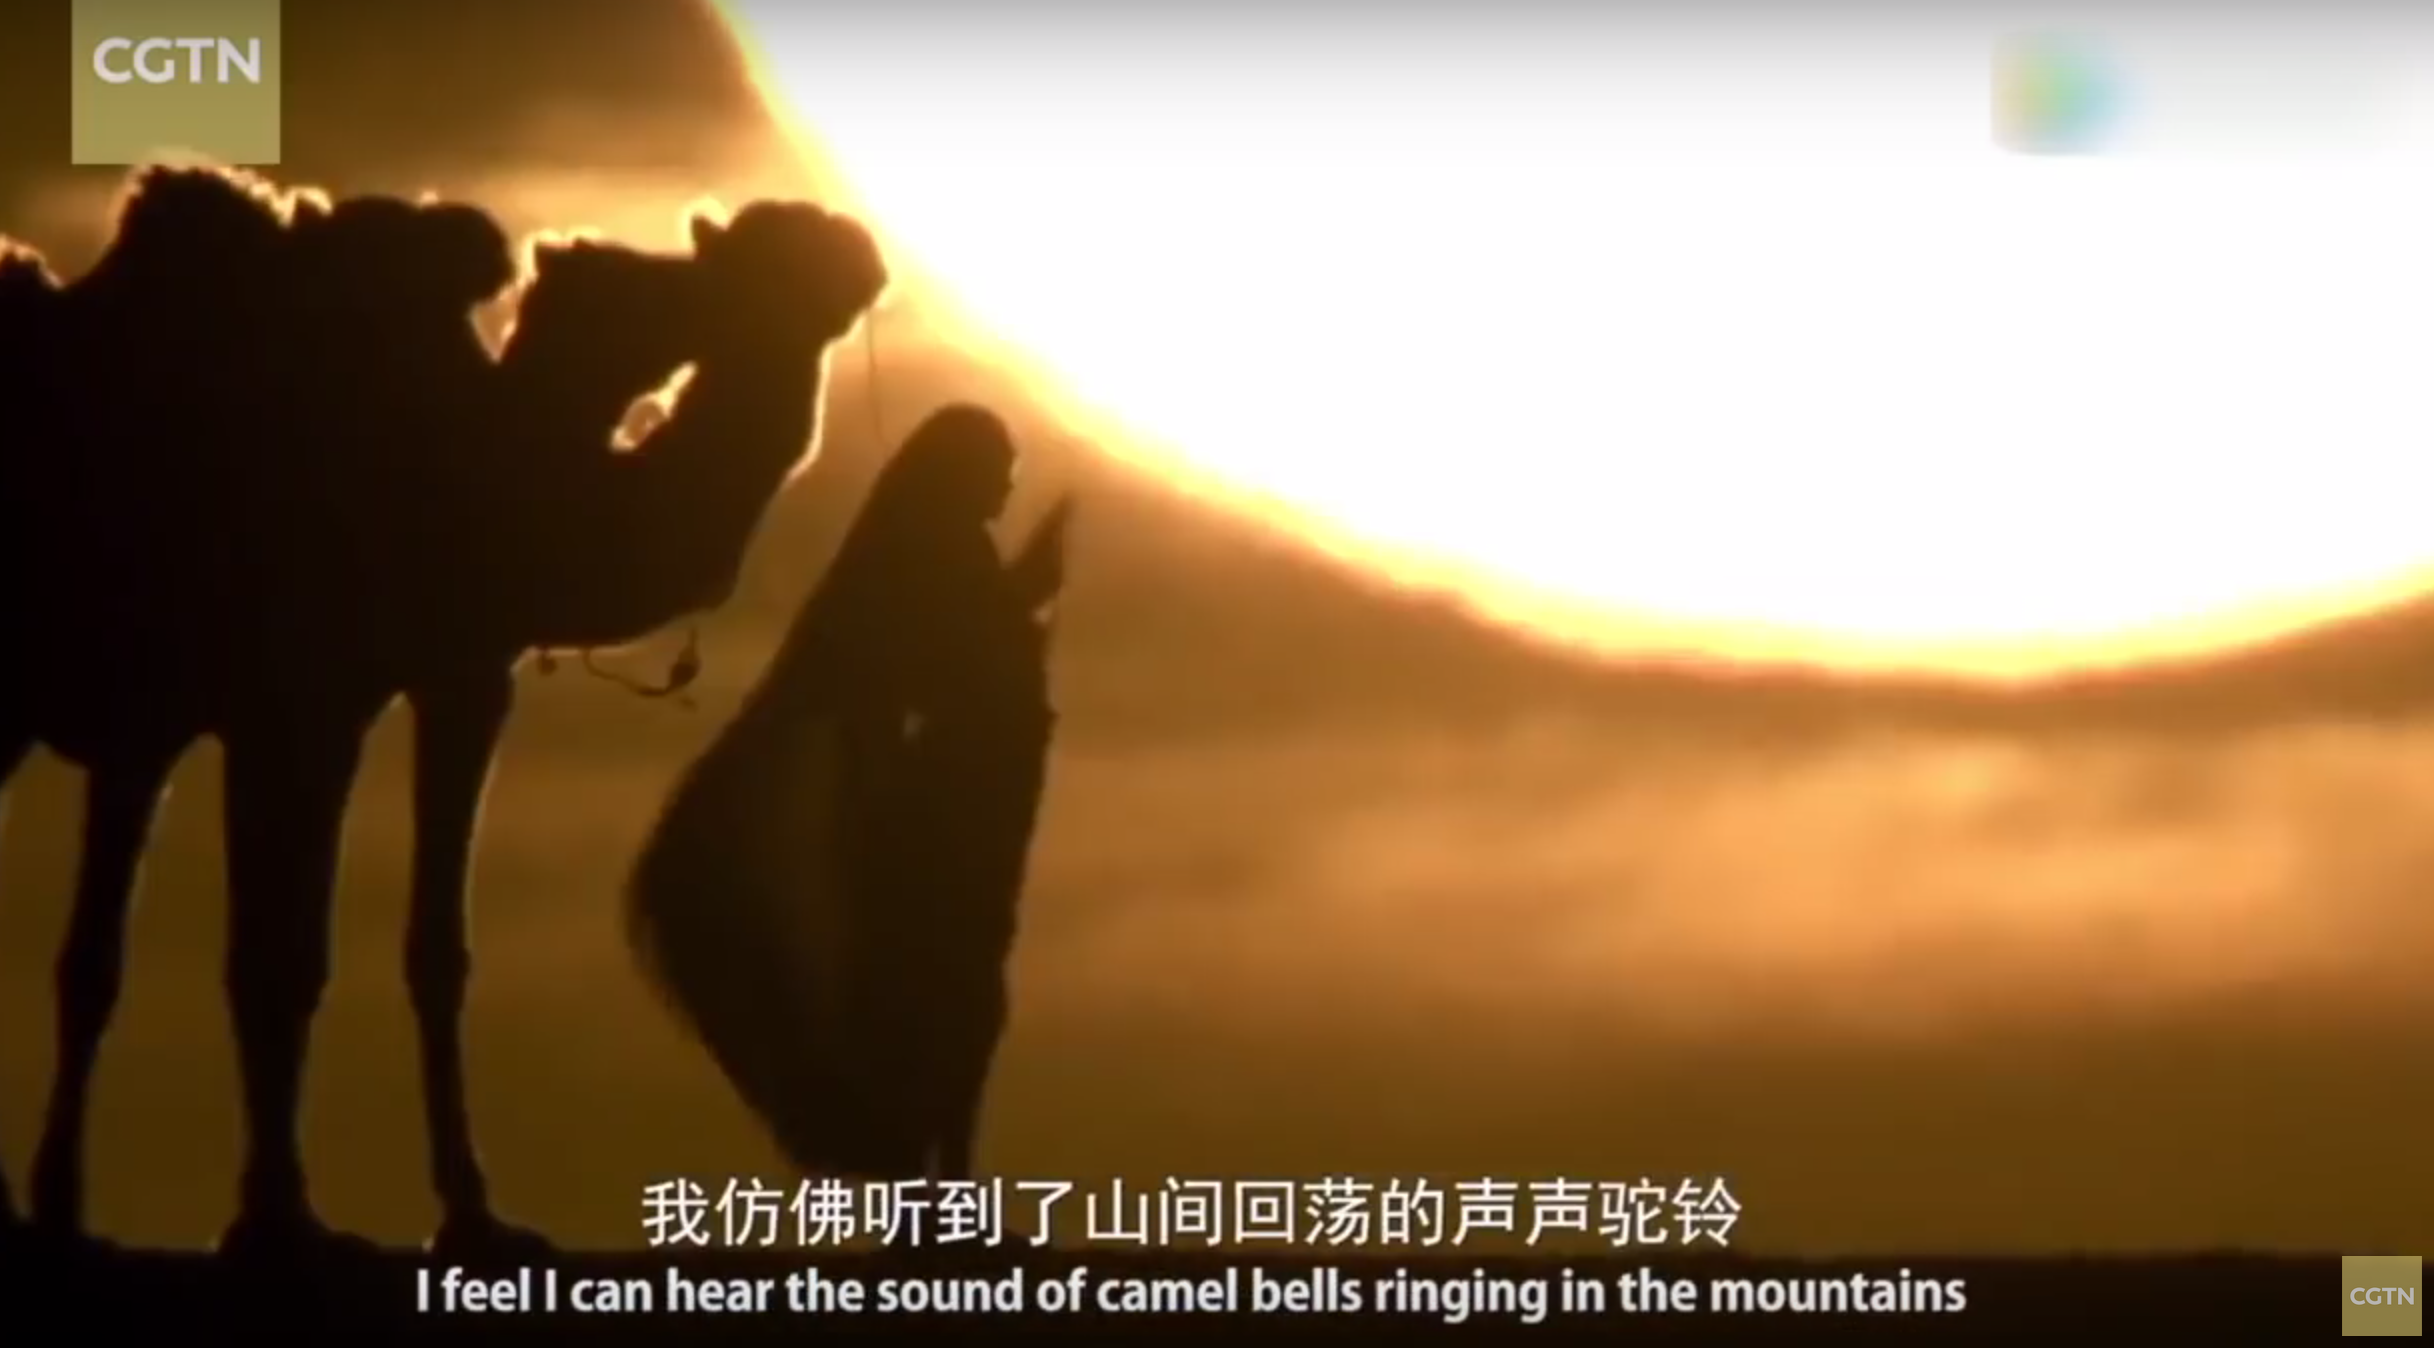 CGTN
我仿佛听到了山间回荡的声声驼铃
I feel I can hear the sound of camel bells ringing in the mountains
CGTN